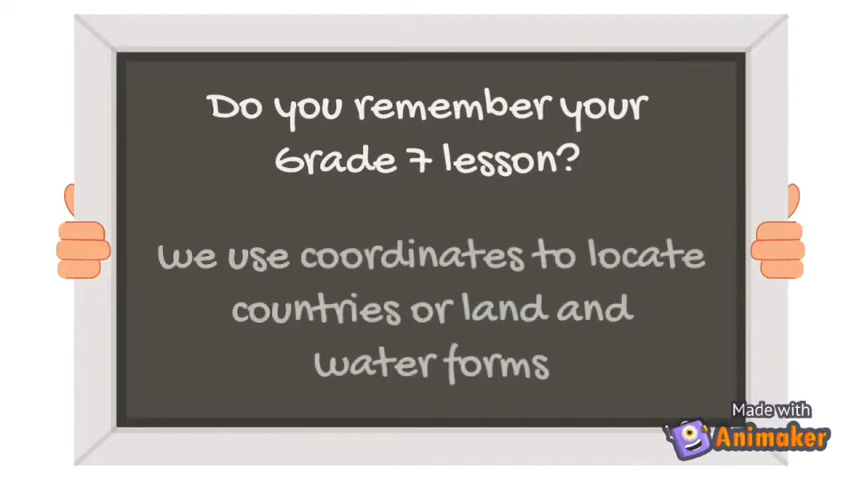 Do you remember your
Grade 7 lesson?
We use coordinates to locate
countries or land and
water forms
Made with
Animaker